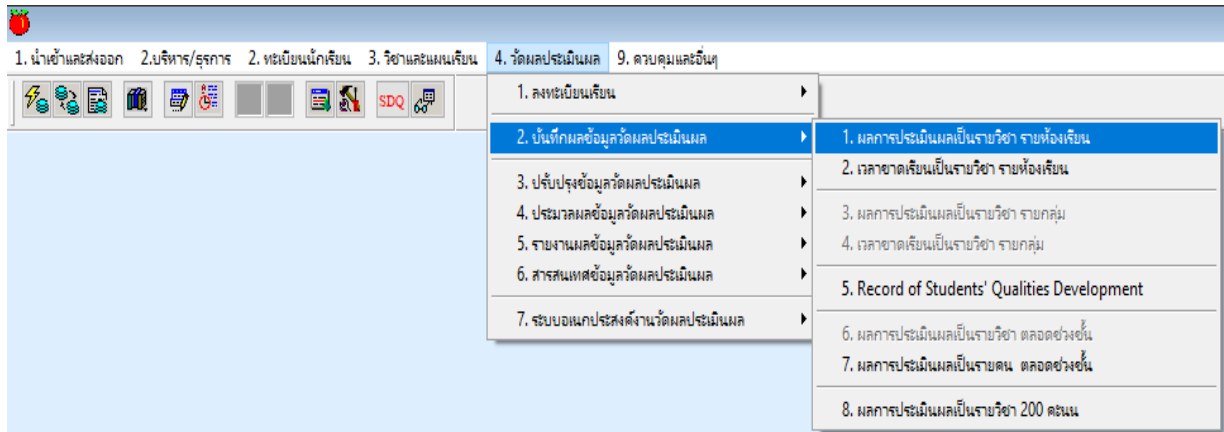 1. นำเข้าและส่งออก 2.บริหาร/ธุรการ 2. ทะเบียนนักเรียน 3. วิชาและแผนเรียน 4. วัดผลประเมินผล 9. ควบคุมและอื่นๆ
SDQ
1. ลงทะเบียนเรียน
2. บันทึกผลข้อมูลวัดผลประเมินผล
3. ปรับปรุงข้อมูลวัดผลประเมินผล
4. ประมวลผลข้อมูลวัดผลประเมินผล
5. รายงานผลข้อมูลวัดผลประเมินผล
6. สารสนเทศข้อมูลวัดผลประเมินผล
7. ระบบอเนกประสงค์งานวัดผลประเมินผล
1. ผลการประเมินผลเป็นรายวิชา รายห้องเรียน
2. เวลาขาดเรียนเป็นรายวิชา รายห้องเรียน
3. ผลการประเมินผลเป็นรายวิชา รายกลุ่ม
4. เวลาขาดเรียนเป็นรายวิชา รายกลุ่ม
5. Record of Students' Qualities Development
6. ผลการประเมินผลเป็นรายวิชา ตลอดช่วงชั้น
7. ผลการประเมินผลเป็นรายคน ตลอดช่วงชั้น
8. ผลการประเมินผลเป็นรายวิชา 200 คะแนน